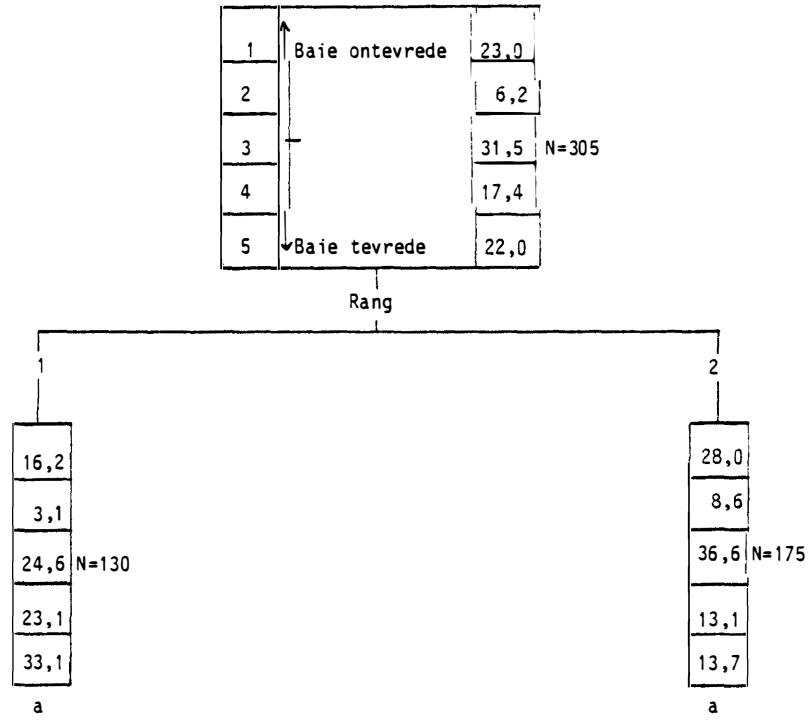 1 Baie ontevrede 23,0
2 6,2
3 31,5 N=305
4 17,4
5 Baie tevrede 22,0
Rang
1 2
16,2 28,0
3,1 8,6
24,6 N=130 36,6 N=175
23,1 13,1
33,1 13,7
a a